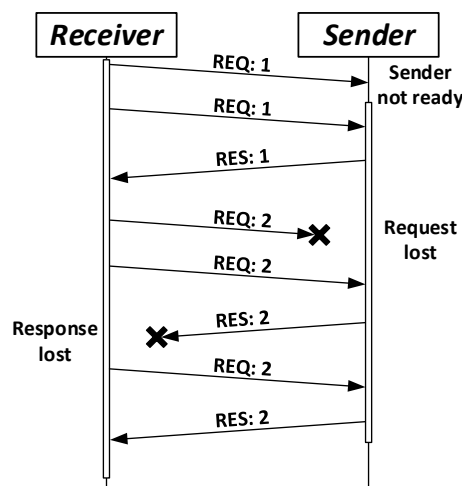 Receiver
Sender
REQ: 1
Sender
not ready
REQ: 1
RES: 1
REQ: 2
Request
lost
REQ: 2
RES: 2
Response
lost
REQ: 2
RES: 2